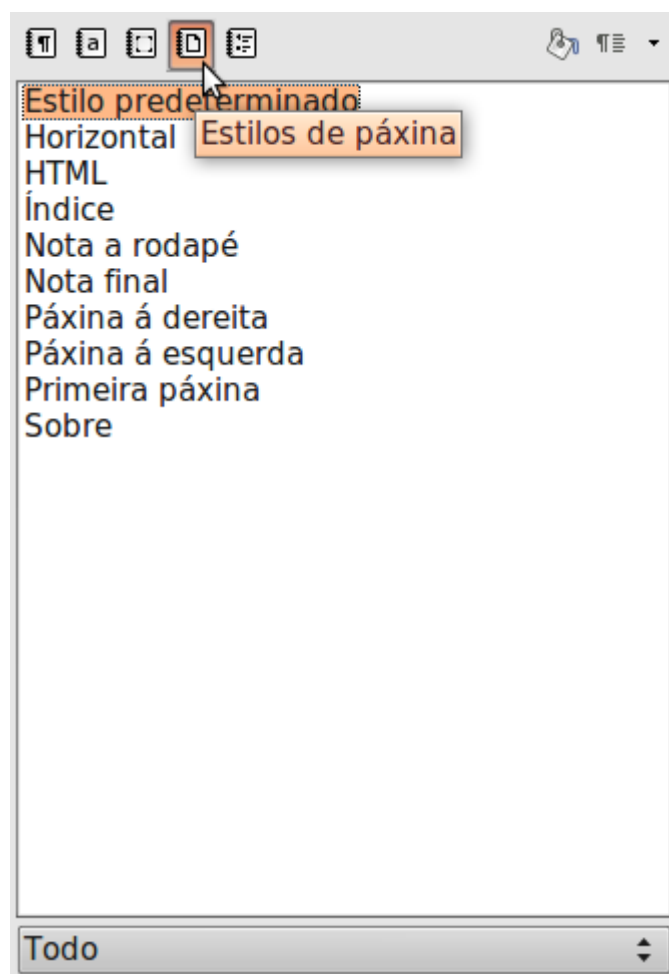 Estilo predeterminado
Estilos de páxina
Horizontal
HTML
Índice
Nota a rodapé
Nota final
Páxina á dereita
Páxina á esquerda
Primeira páxina
Sobre
Todo